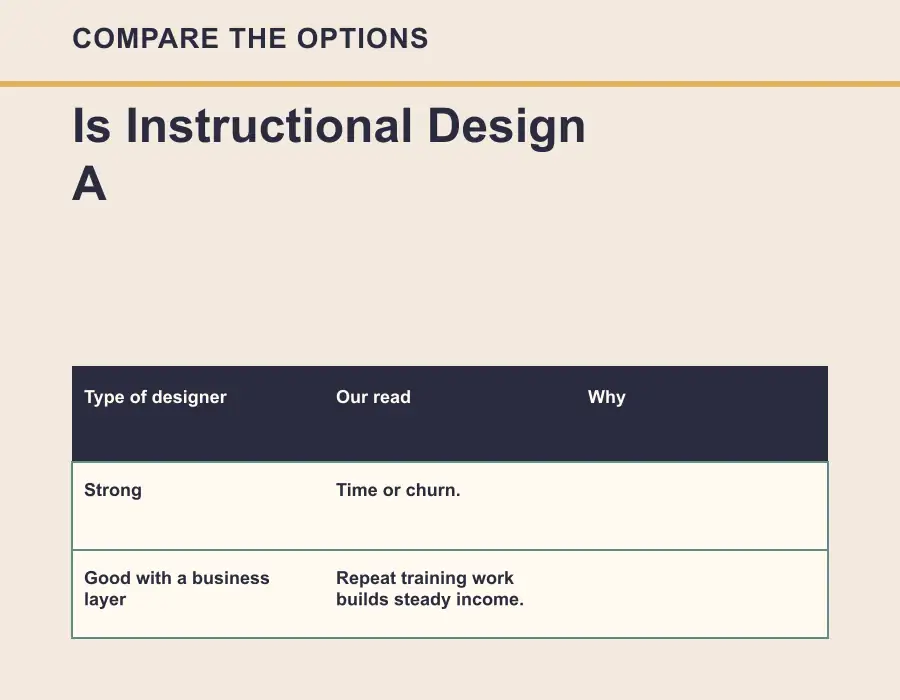 COMPARE THE OPTIONS
Is Instructional Design
A
Type of designer
Our read
Why
Strong
Time or churn.
Good with a business
layer
Repeat training work
builds steady income.